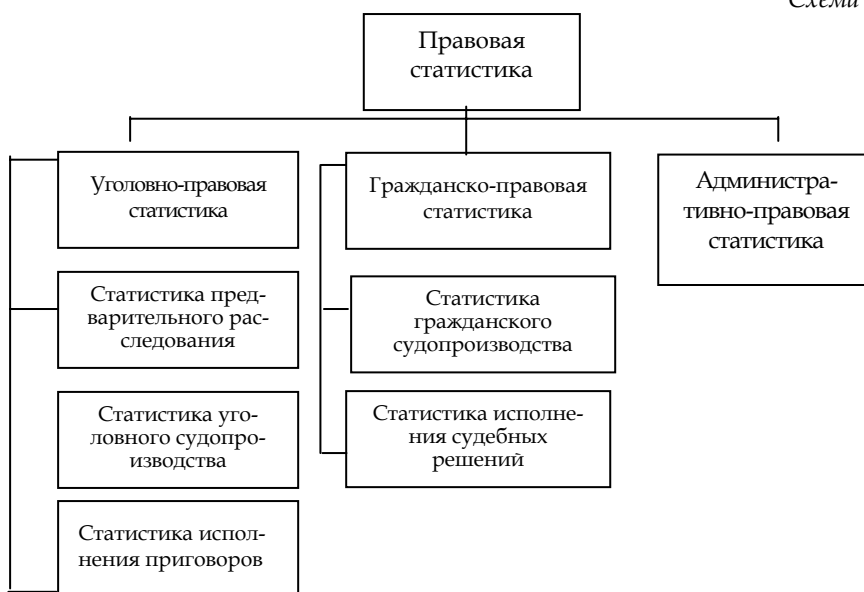 Схема
Правовая
статистика
Уголовно-правовая
статистика
Гражданско-правовая
статистика
Администра-
тивно-правовая
статистика
Статистика пред-
варительного рас-
следования
Статистика
гражданского
судопроизводства
Статистика уго-
ловного судопро-
изводства
Статистика исполне-
ния судебных
решений
Статистика испол-
нения приговоров